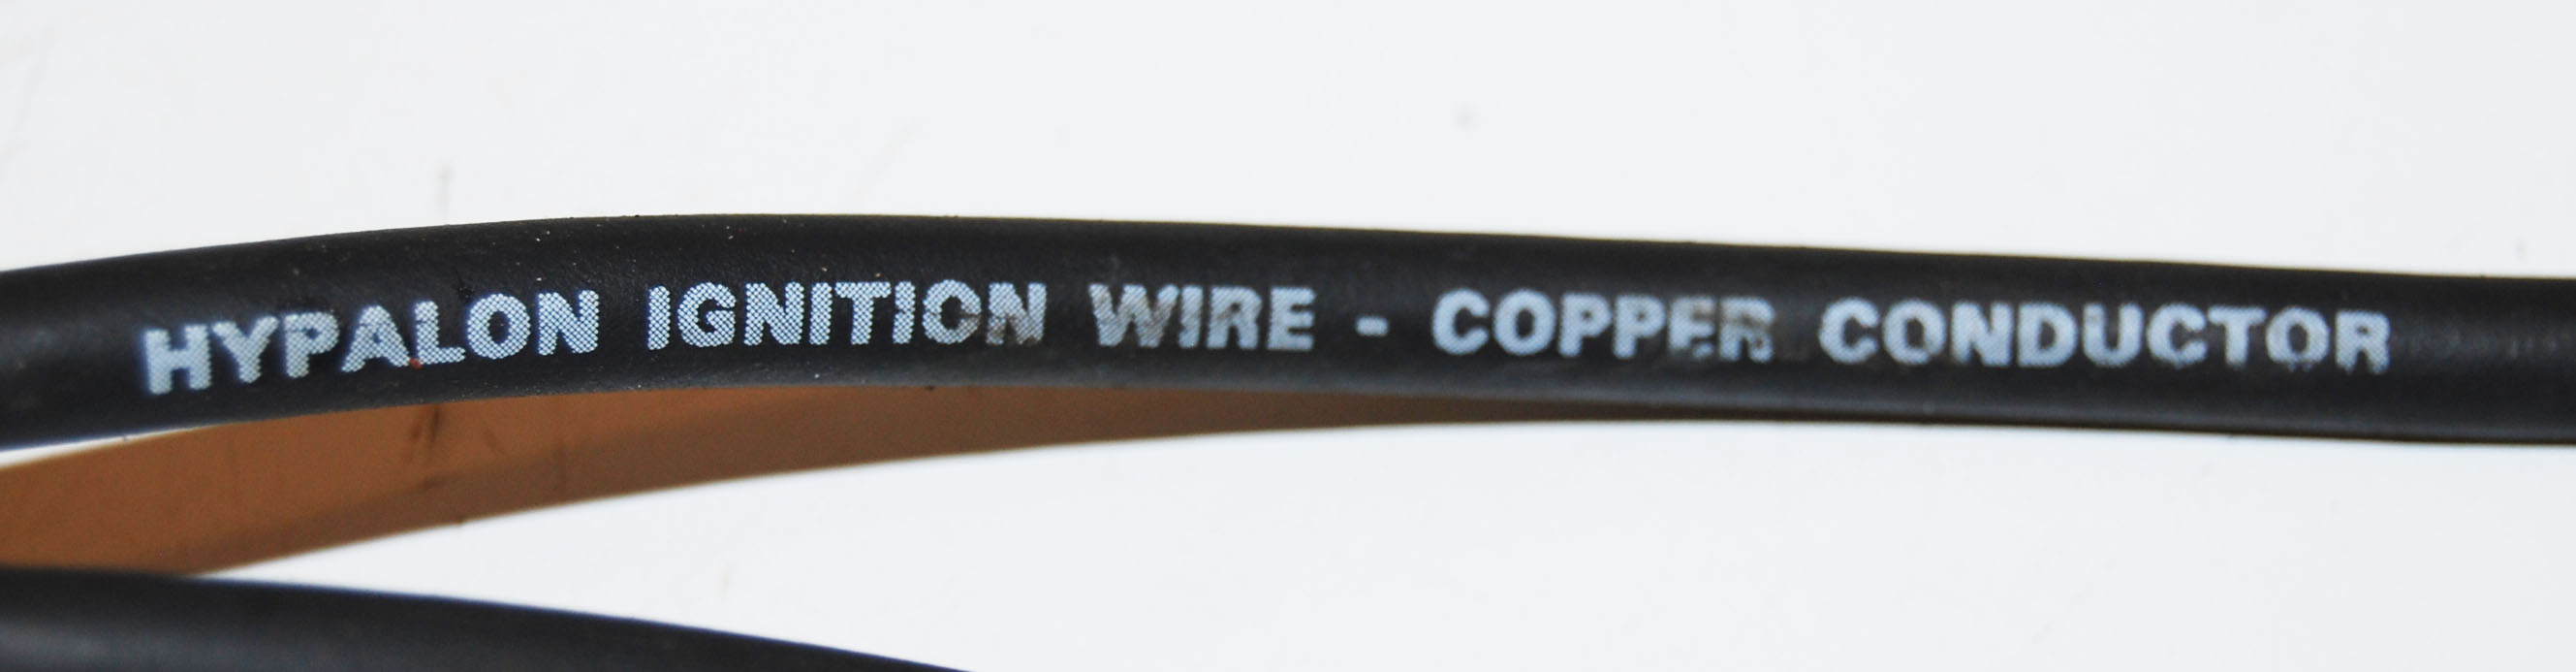 HYPALON IGNITION WIRE - COPPER CONDUCTOR